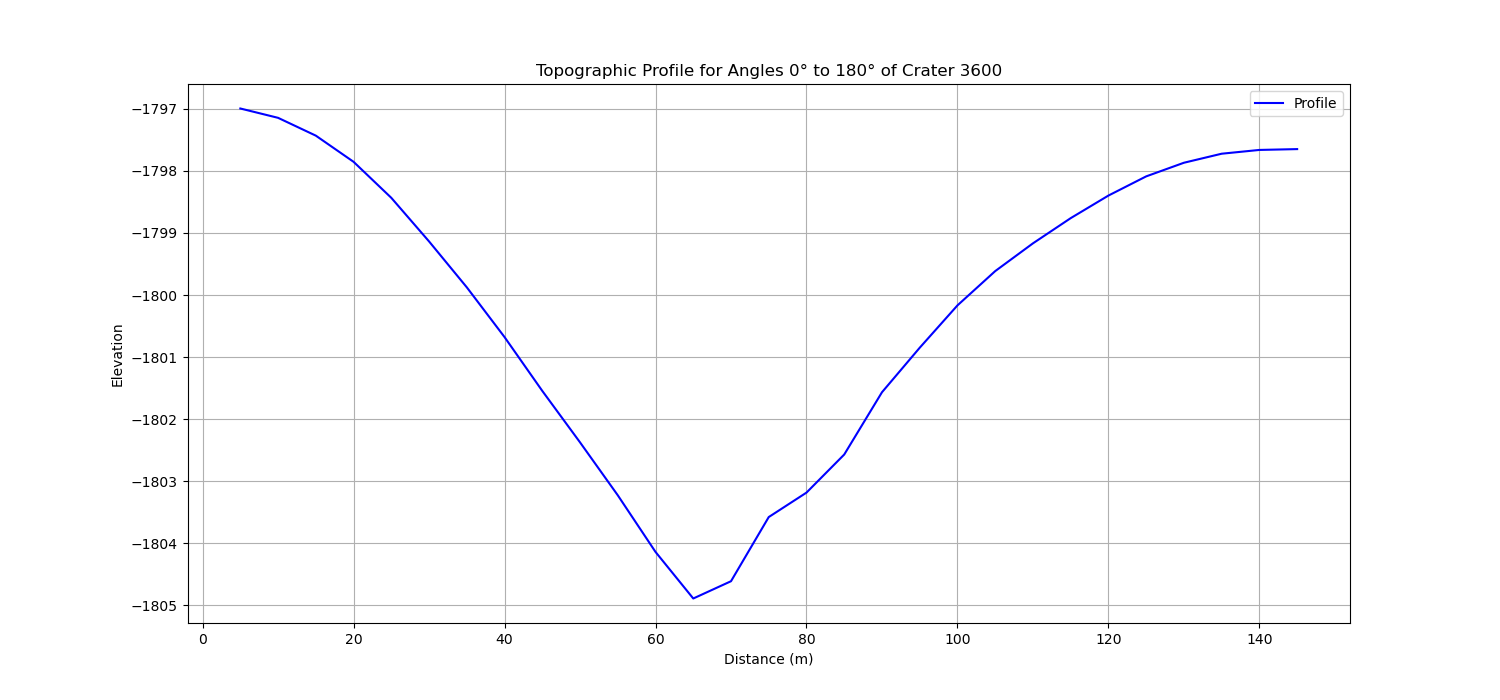 Topographic Profile for Angles 0° to 180° of Crater 3600
Profile
−1797
−1798
−1799
−1800
−1801
−1802
−1803
−1804
−1805
Elevation
0 20 40 60 80 100 120 140
Distance (m)